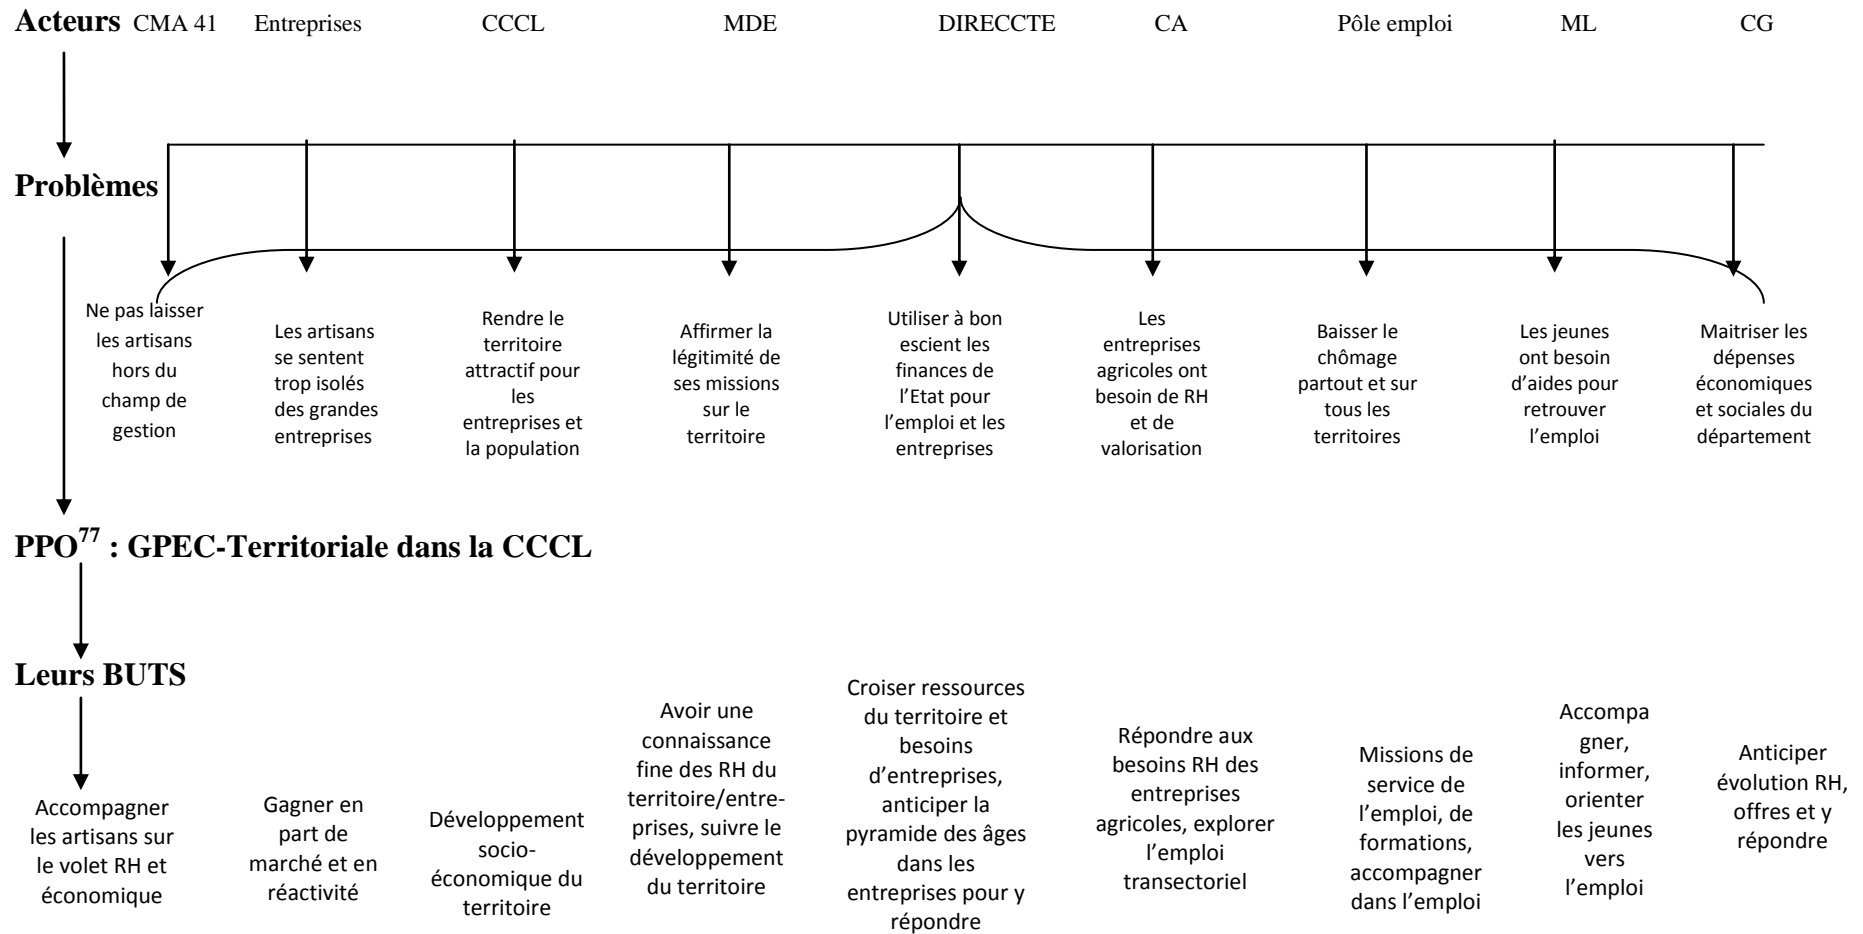 Acteurs CMA 41 Entreprises CCCL MDE DIRECCTE CA Pôle emploi ML CG
Problèmes
Ne pas laisser
les artisans
hors du
champ de
gestion
Les artisans
se sentent
trop isolés
des grandes
entreprises
Rendre le
territoire
attractif pour
les
entreprises et
la population
Affirmer la
légitimité de
ses missions
sur le
territoire
Utiliser à bon
escient les
finances de
l’Etat pour
l’emploi et les
entreprises
Les
entreprises
agricoles ont
besoin de RH
et de
valorisation
Baisser le
chômage
partout et sur
tous les
territoires
Les jeunes
ont besoin
d’aides pour
retrouver
l’emploi
Maitriser les
dépenses
économiques
et sociales du
département
PPO77 : GPEC-Territoriale dans la CCCL
Leurs BUTS
Accompagner
les artisans sur
le volet RH et
économique
Gagner en
part de
marché et en
réactivité
Développement
socio-
économique du
territoire
Avoir une
connaissance
fine des RH du
territoire/entre-
prises, suivre le
développement
du territoire
Croiser ressources
du territoire et
besoins
d’entreprises,
anticiper la
pyramide des âges
dans les
entreprises pour y
répondre
Répondre aux
besoins RH des
entreprises
agricoles, explorer
l’emploi
transectoriel
Missions de
service de
l’emploi, de
formations,
accompagner
dans l’emploi
Accompa
gner,
informer,
orienter
les jeunes
vers
l’emploi
Anticiper
évolution RH,
offres et y
répondre